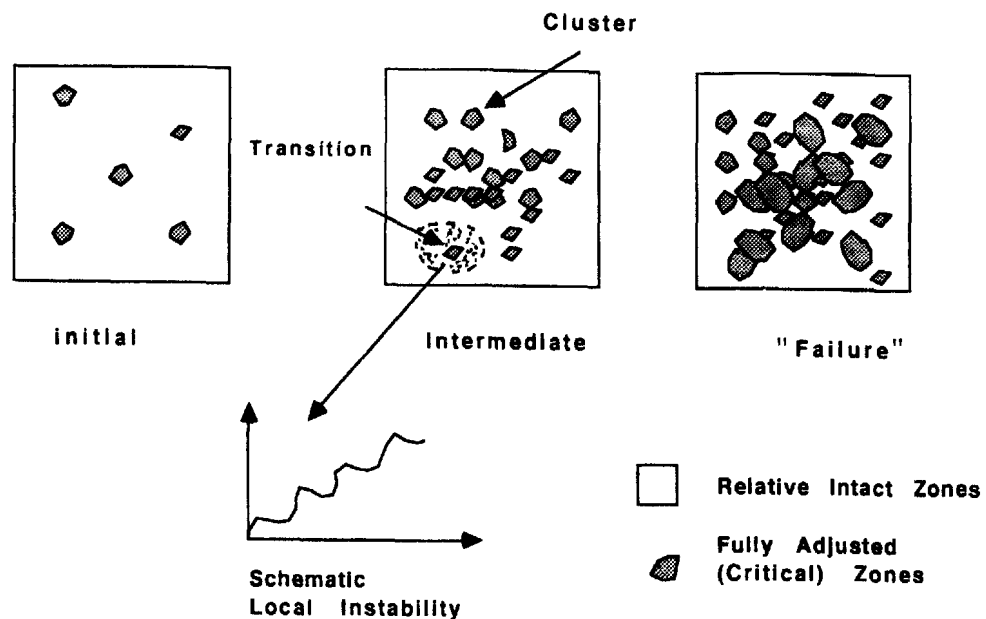 Cluster
Transition
initial
Intermediate
"Failure"
Relative Intact Zones
Fully Adjusted
(Critical) Zones
Schematic
Local Instability